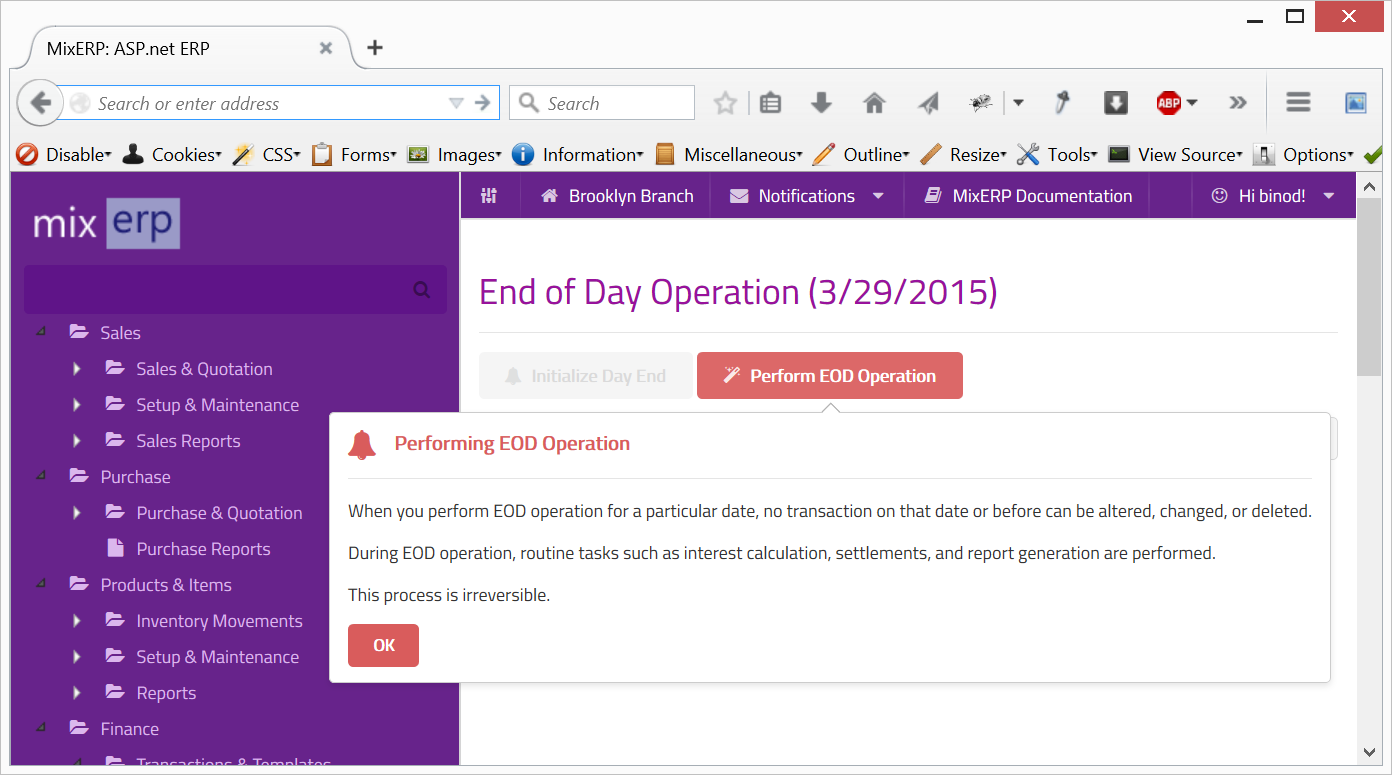 MixERP: ASP.net ERP
Search or enter address
Search
ABP
Disable
Cookies
CSS
Forms
Images
Information
Miscellaneous
Outline
Resize
Tools
View Source
Options
mix erp
Brooklyn Branch
Notifications
MixERP Documentation
Hi binod!
Sales
Sales & Quotation
Setup & Maintenance
Sales Reports
Purchase
Purchase & Quotation
Purchase Reports
Products & Items
Inventory Movements
Setup & Maintenance
Reports
Finance
Transactions & Templates
End of Day Operation (3/29/2015)
Initialize Day End
Perform EOD Operation
Performing EOD Operation
When you perform EOD operation for a particular date, no transaction on that date or before can be altered, changed, or deleted.
During EOD operation, routine tasks such as interest calculation, settlements, and report generation are performed.
This process is irreversible.
OK